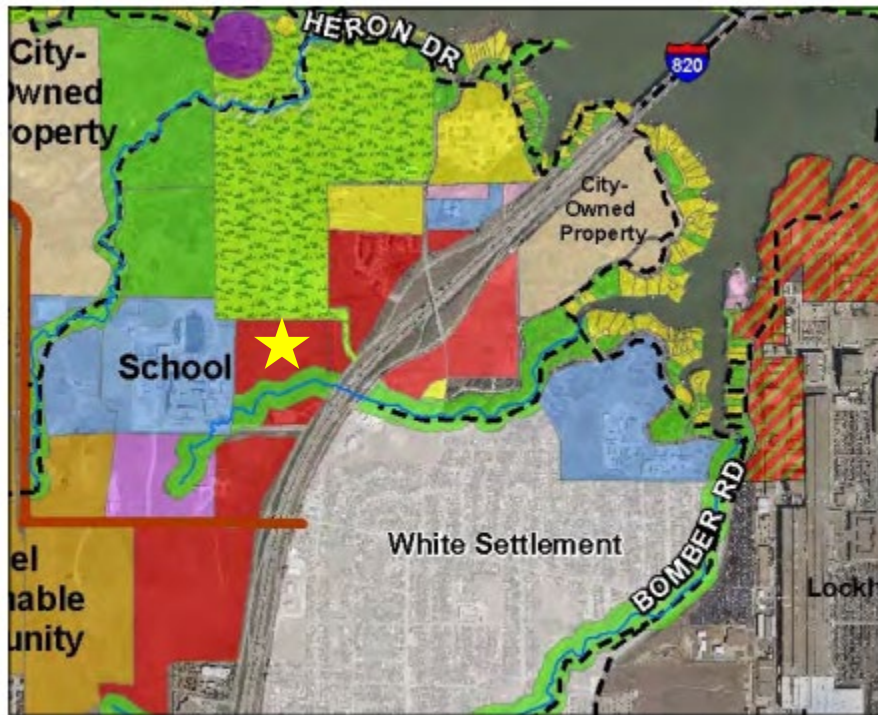 City-
Owned
Property
HERON DR
820
City-
Owned
Property
School
White Settlement
BOMBER RD